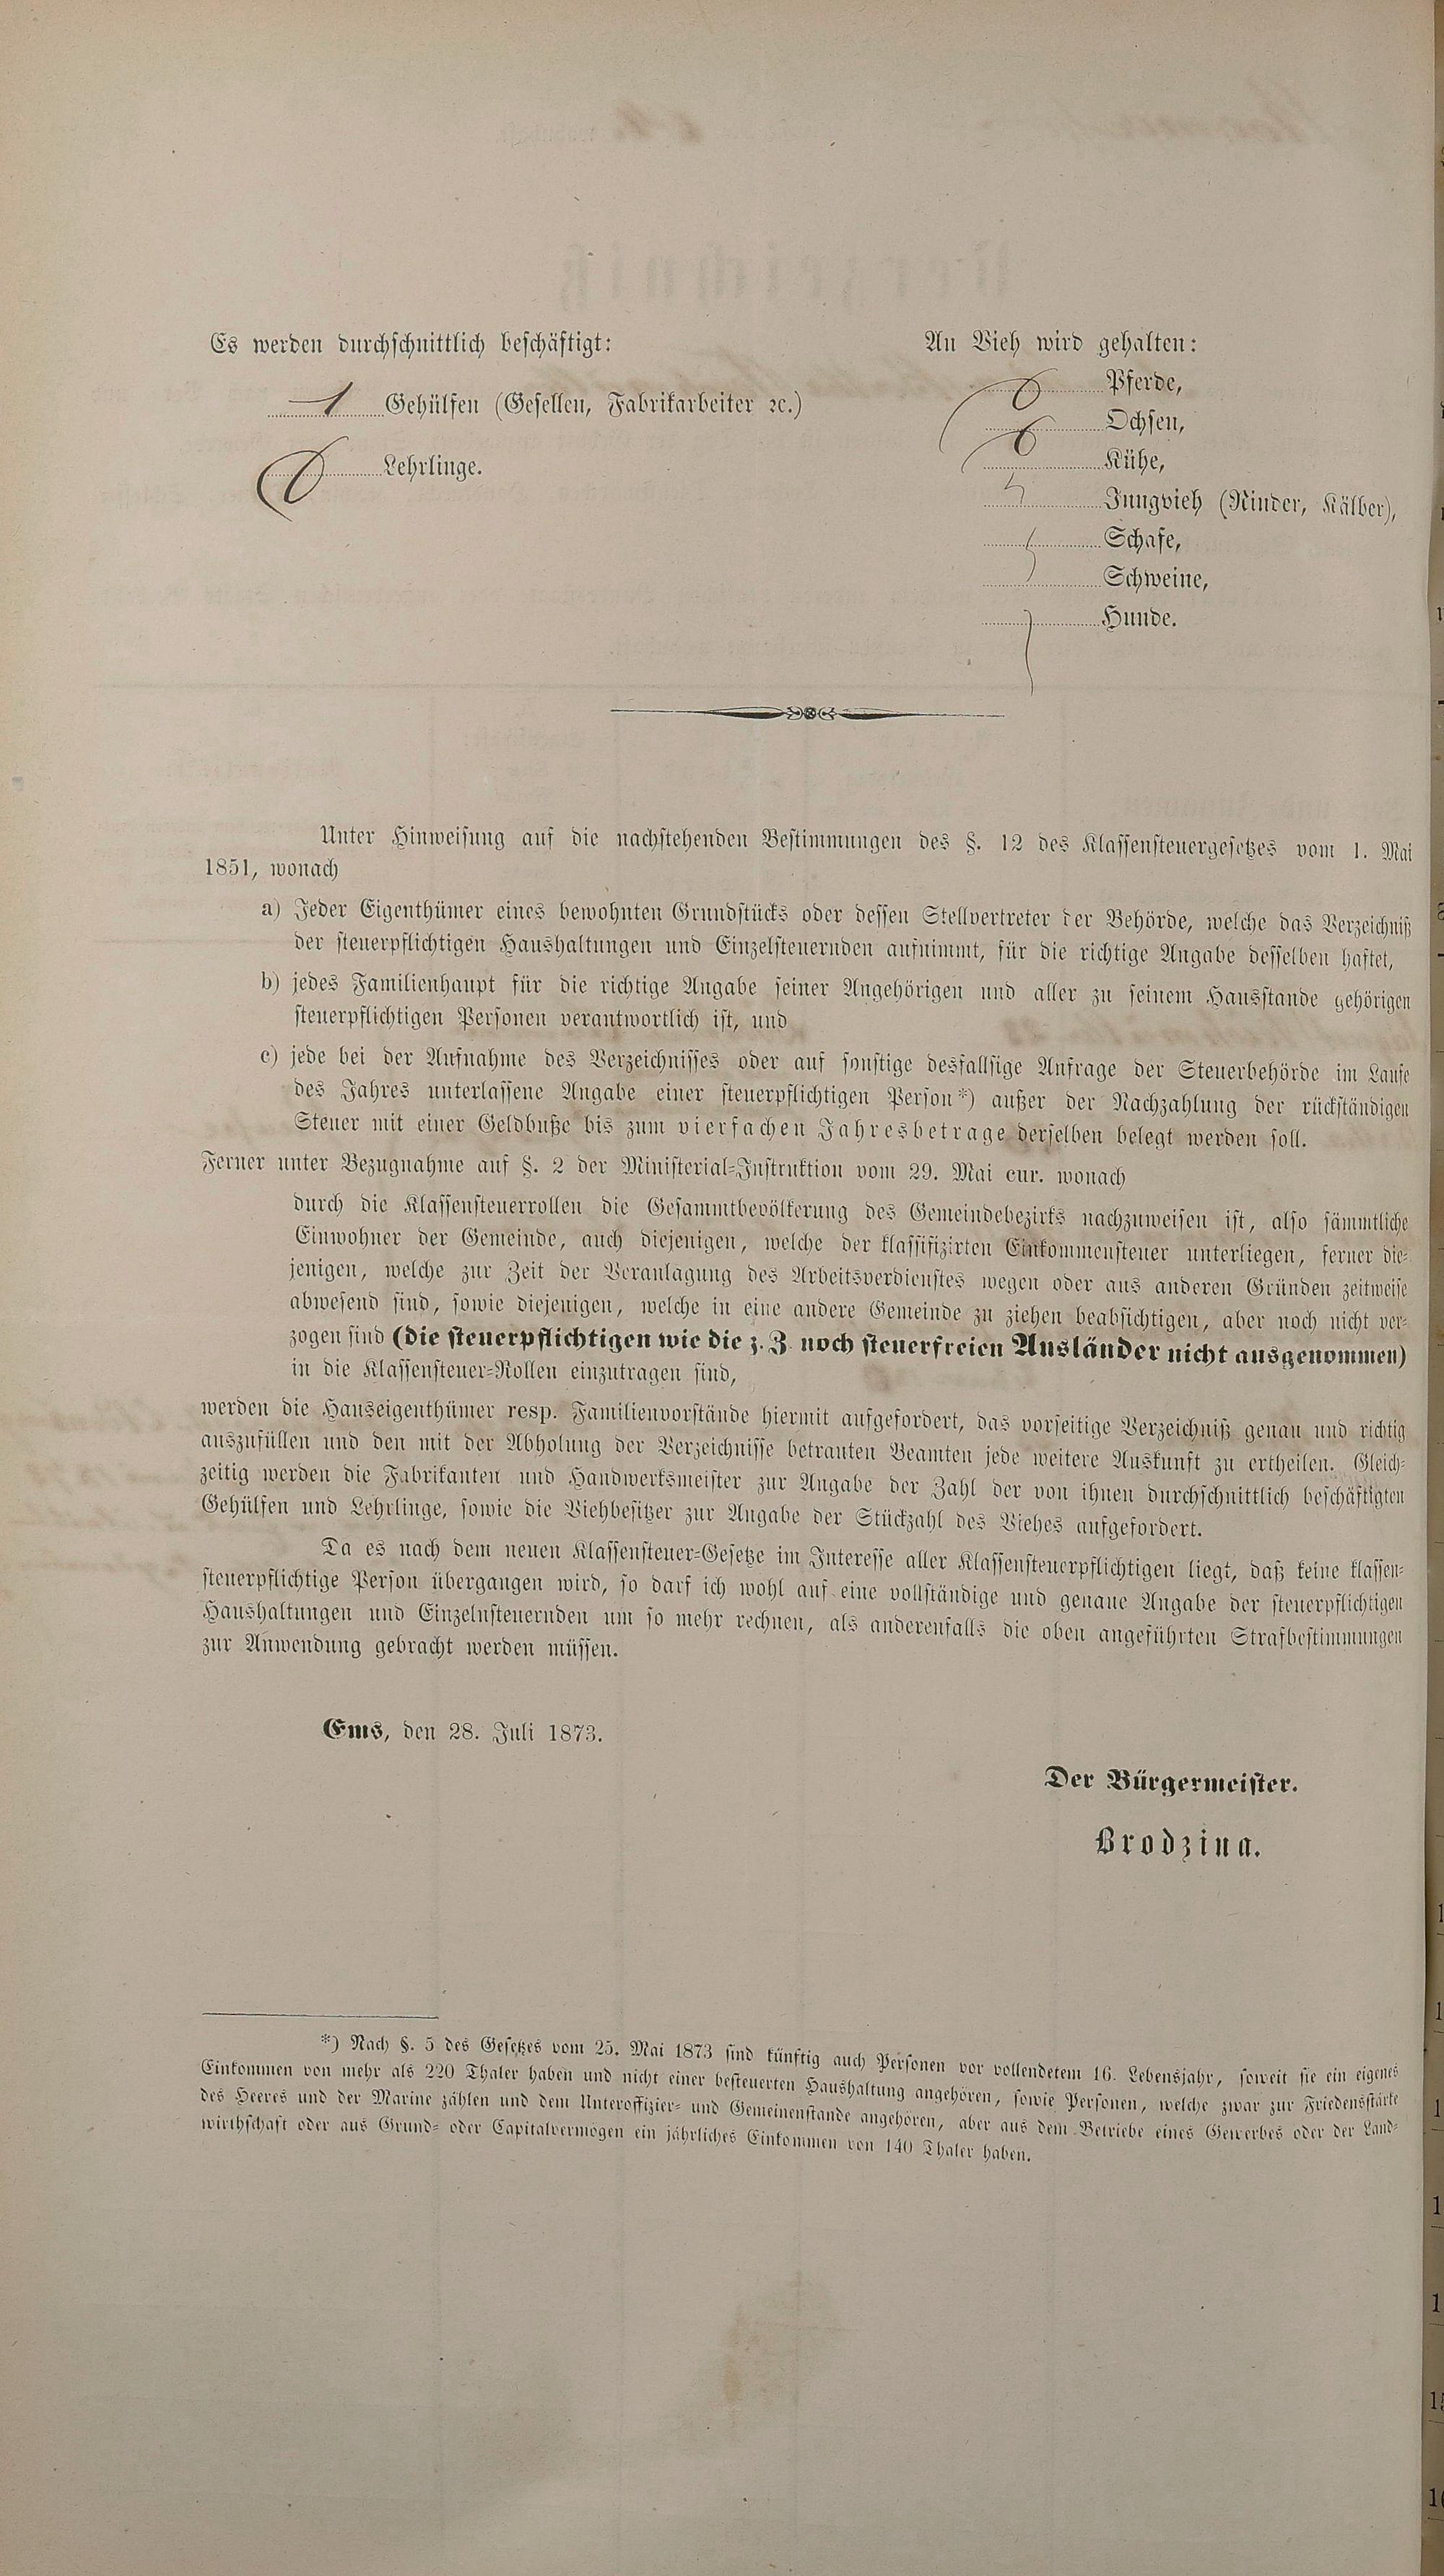 Es werden durchschnittlich beschäftigt:
1 Gehülfen (Gesellen, Fabrikarbeiter ꝛc.)
0 Lehrlinge.
An Vieh wird gehalten:
Pferde,
Ochsen,
Kühe,
Jungvieh (Rinder, Kälber),
Schafe,
Schweine,
Hunde.
Unter Hinweisung auf die nachstehenden Bestimmungen des §. 12 des Klassensteuergesetzes vom 1. Mai
1851, wonach
a) Jeder Eigenthümer eines bewohnten Grundstücks oder dessen Stellvertreter der Behörde, welche das Verzeichniß
der steuerpflichtigen Haushaltungen und Einzelsteuernden aufnimmt, für die richtige Angabe desselben haftet,
b) jedes Familienhaupt für die richtige Angabe seiner Angehörigen und aller zu seinem Hausstande gehörigen
steuerpflichtigen Personen verantwortlich ist, und
c) jede bei der Aufnahme des Verzeichnisses oder auf sonstige desfallsige Anfrage der Steuerbehörde im Laufe
des Jahres unterlassene Angabe einer steuerpflichtigen Person*) außer der Nachzahlung der rückständigen
Steuer mit einer Geldbuße bis zum vierfachen Jahresbetrage derselben belegt werden soll.
Ferner unter Bezugnahme auf §. 2 der Ministerial-Instruktion vom 29. Mai cur. wonach
durch die Klassensteuerrollen die Gesammtbevölkerung des Gemeindebezirks nachzuweisen ist, also sämmtliche
Einwohner der Gemeinde, auch diejenigen, welche der klassifizirten Einkommensteuer unterliegen, ferner die-
jenigen, welche zur Zeit der Veranlagung des Arbeitsverdienstes wegen oder aus anderen Gründen zeitweise
abwesend sind, sowie diejenigen, welche in eine andere Gemeinde zu ziehen beabsichtigen, aber noch nicht ver-
zogen sind (die steuerpflichtigen wie die z. Z. noch steuerfreien Ausländer nicht ausgenommen)
in die Klassensteuer-Rollen einzutragen sind,
werden die Hauseigenthümer resp. Familienvorstände hiermit aufgefordert, das vorseitige Verzeichniß genau und richtig
auszufüllen und den mit der Abholung der Verzeichnisse betrauten Beamten jede weitere Auskunft zu ertheilen. Gleich-
zeitig werden die Fabrikanten und Handwerksmeister zur Angabe der Zahl der von ihnen durchschnittlich beschäftigten
Gehülfen und Lehrlinge, sowie die Viehbesitzer zur Angabe der Stückzahl des Viehes aufgefordert.
Da es nach dem neuen Klassensteuer-Gesetze im Interesse aller Klassensteuerpflichtigen liegt, daß keine klassen-
steuerpflichtige Person übergangen wird, so darf ich wohl auf eine vollständige und genaue Angabe der steuerpflichtigen
Haushaltungen und Einzelnsteuernden um so mehr rechnen, als anderenfalls die oben angeführten Strafbestimmungen
zur Anwendung gebracht werden müssen.
Ems, den 28. Juli 1873.
Der Bürgermeister.
Brodzina.
*) Nach §. 5 des Gesetzes vom 25. Mai 1873 sind künftig auch Personen vor vollendetem 16. Lebensjahr, soweit sie ein eigenes
Einkommen von mehr als 220 Thaler haben und nicht einer besteuerten Haushaltung angehören, sowie Personen, welche zwar zur Friedensstärke
des Heeres und der Marine zählen und dem Unteroffizier- und Gemeinenstande angehören, aber aus dem Betriebe eines Gewerbes oder der Land-
wirthschaft oder aus Grund- oder Capitalvermögen ein jährliches Einkommen von 140 Thaler haben.